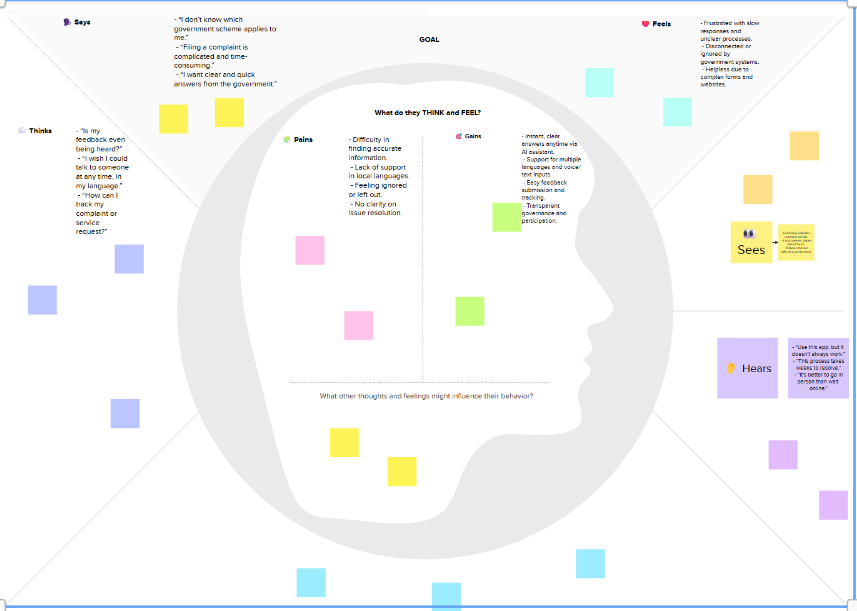 Says
- "I don't know which
government scheme applies to
me."
- "Filing a complaint is
complicated and time-
consuming."
- "I want clear and quick
answers from the government."
GOAL
Feels
- Frustrated with slow
responses and
unclear processes.
- Disconnected or
ignored by
government systems.
- Helpless due to
complex forms and
websites.
What do they THINK and FEEL?
Thinks
- "Is my
feedback even
being heard?"
- "I wish I could
talk to someone
at any time, in
my language."
- "How can I
track my
complaint or
service
request?"
Pains
- Difficulty in
finding accurate
information.
- Lack of support
in local languages.
- Feeling ignored
or left out.
- No clarity on
issue resolution.
Gains
- Instant, clear
answers anytime via
AI assistant.
- Support for multiple
languages and voice/
text inputs.
- Easy feedback
submission and
tracking.
- Transparent
governance and
participation.
Sees
Hears
- "Use this app, but it
doesn't always work."
- "This process takes
weeks to resolve."
- "It's better to go in
person than wait
online."
What other thoughts and feelings might influence their behavior?